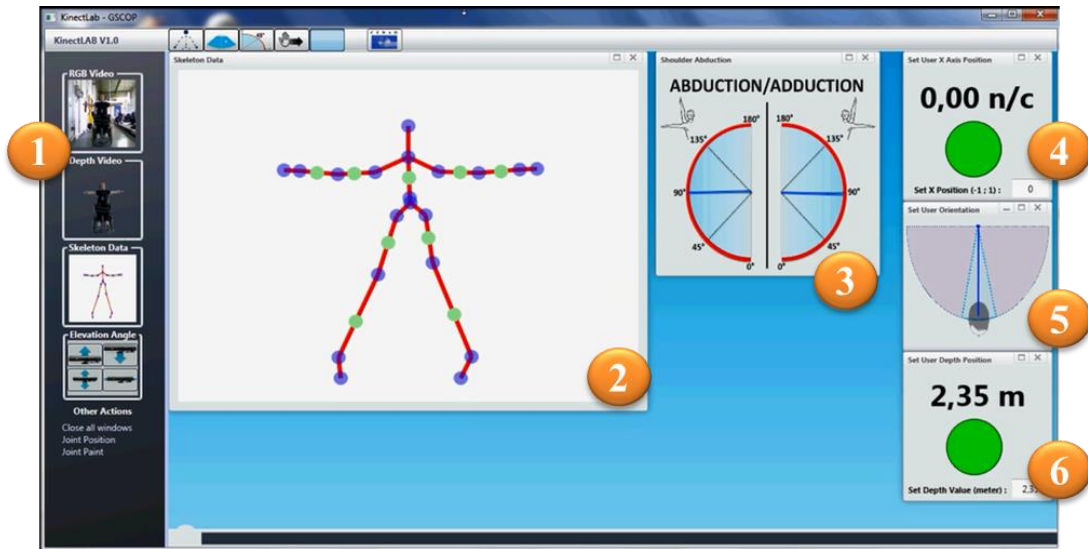 KinectLab - GSCOP
KinectLAB V1.0
45°
RGB Video
1
Depth Video
Skeleton Data
Elevation Angle
Other Actions
Close all windows
Joint Position
Joint Paint
Skeleton Data
2
Shoulder Abduction
ABDUCTION/ADDUCTION
180° 180°
135° 135°
90° 90°
45° 45°
0° 0°
3
Set User X Axis Position
0,00 n/c
4
Set X Position (-1 ; 1) : 0
Set User Orientation
5
Set User Depth Position
2,35 m
6
Set Depth Value (meter) :